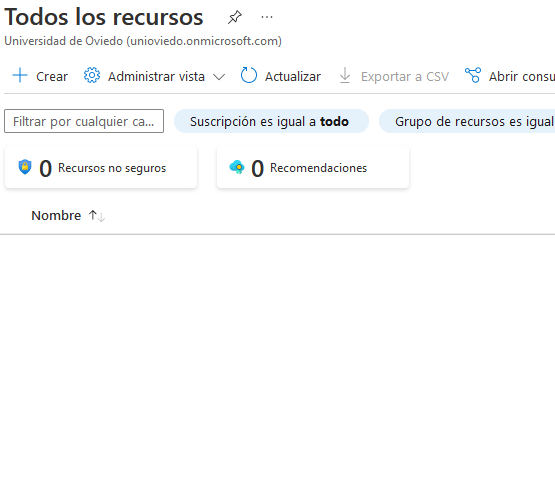 Todos los recursos
Universidad de Oviedo (unioviedo.onmicrosoft.com)
Crear Administrar vista Actualizar Exportar a CSV Abrir consu
Filtrar por cualquier ca... Suscripción es igual a todo Grupo de recursos es igual
0 Recursos no seguros 0 Recomendaciones
Nombre